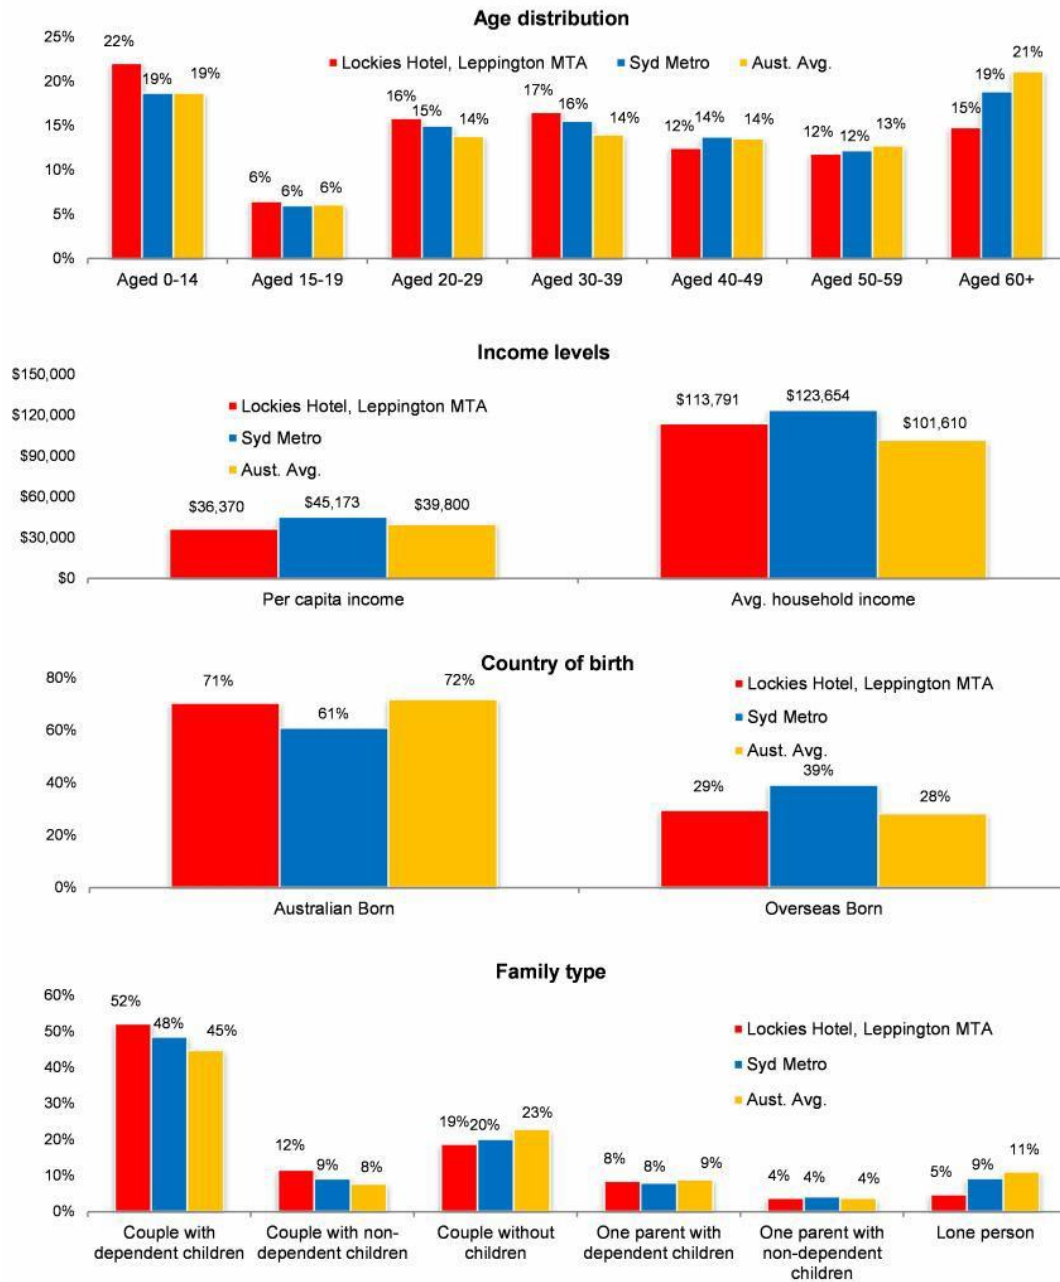 Age distribution
25%
20%
15%
10%
5%
0%
Lockies Hotel, Leppington MTA
Syd Metro
Aust. Avg.
22%
19%
19%
6%
6%
6%
16%
15%
14%
17%
16%
14%
12%
14%
14%
12%
12%
13%
15%
19%
21%
Aged 0-14
Aged 15-19
Aged 20-29
Aged 30-39
Aged 40-49
Aged 50-59
Aged 60+
Income levels
$150,000
$120,000
$90,000
$60,000
$30,000
$0
Lockies Hotel, Leppington MTA
Syd Metro
Aust. Avg.
$36,370
$45,173
$39,800
$113,791
$123,654
$101,610
Per capita income
Avg. household income
Country of birth
80%
60%
40%
20%
0%
Lockies Hotel, Leppington MTA
Syd Metro
Aust. Avg.
71%
61%
72%
29%
39%
28%
Australian Born
Overseas Born
Family type
60%
50%
40%
30%
20%
10%
0%
Lockies Hotel, Leppington MTA
Syd Metro
Aust. Avg.
52%
48%
45%
12%
9%
8%
19%
20%
23%
8%
8%
9%
4%
4%
4%
5%
9%
11%
Couple with
dependent children
Couple with non-
dependent children
Couple without
children
One parent with
dependent children
One parent with
non-dependent
children
Lone person